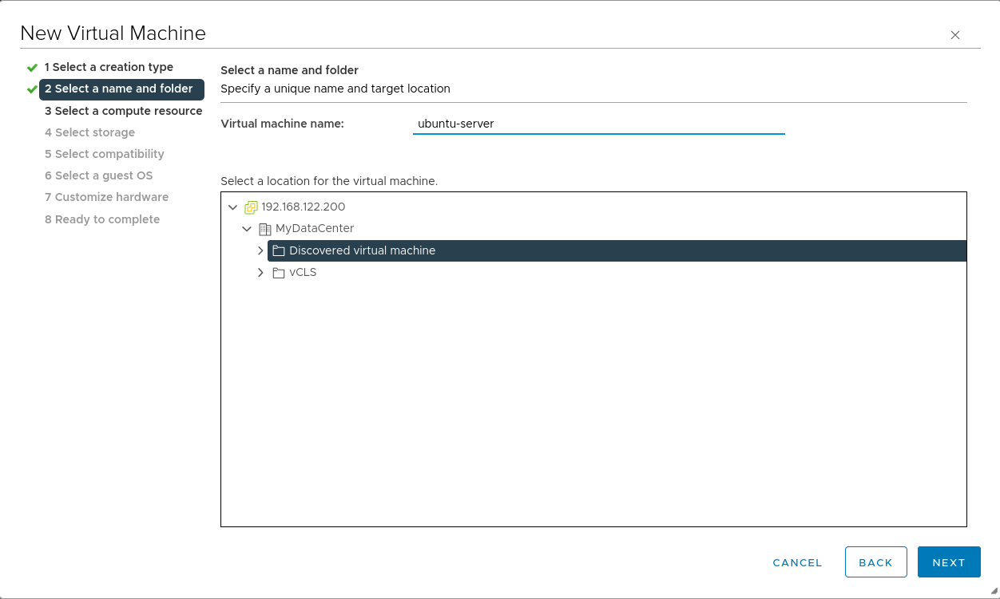 New Virtual Machine
1 Select a creation type
2 Select a name and folder
3 Select a compute resource
4 Select storage
5 Select compatibility
6 Select a guest OS
7 Customize hardware
8 Ready to complete
Select a name and folder
Specify a unique name and target location
Virtual machine name: ubuntu-server
Select a location for the virtual machine.
192.168.122.200
MyDataCenter
Discovered virtual machine
vCLS
CANCEL BACK NEXT